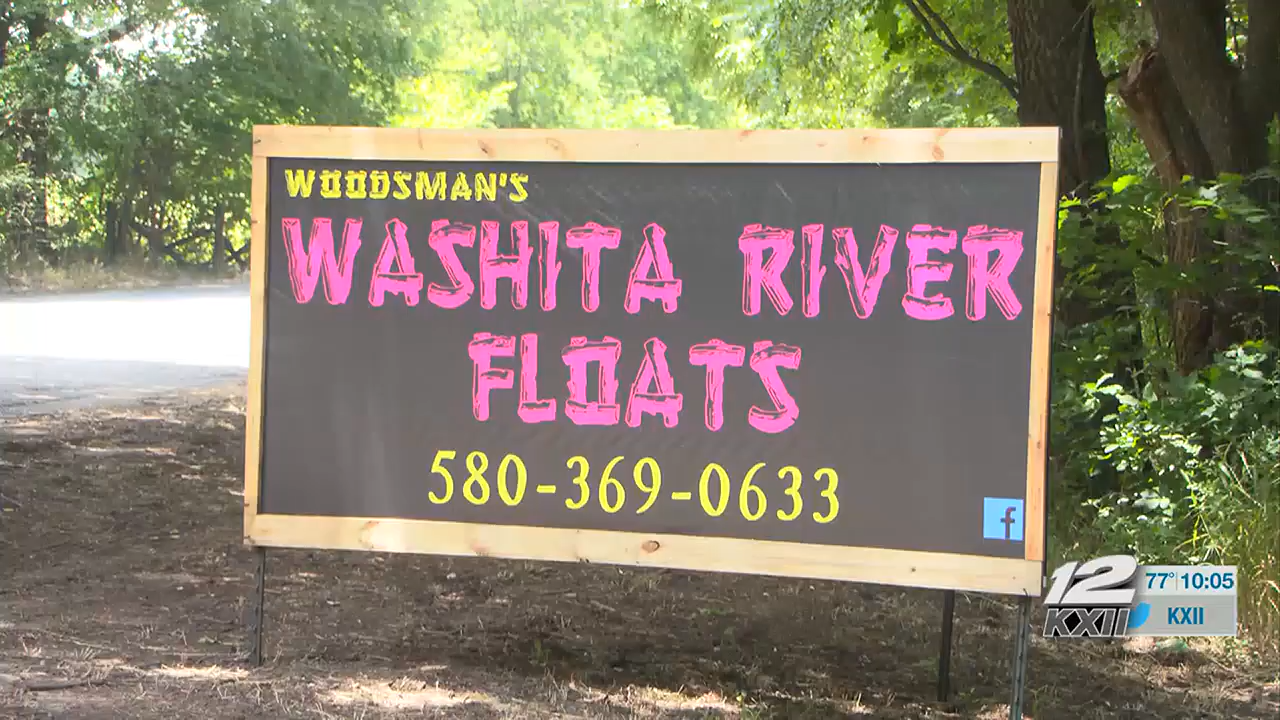 WOODSMAN'S
WASHITA RIVER
FLOATS
580-369-0633
f
12 77° 10:05
KXII KXII